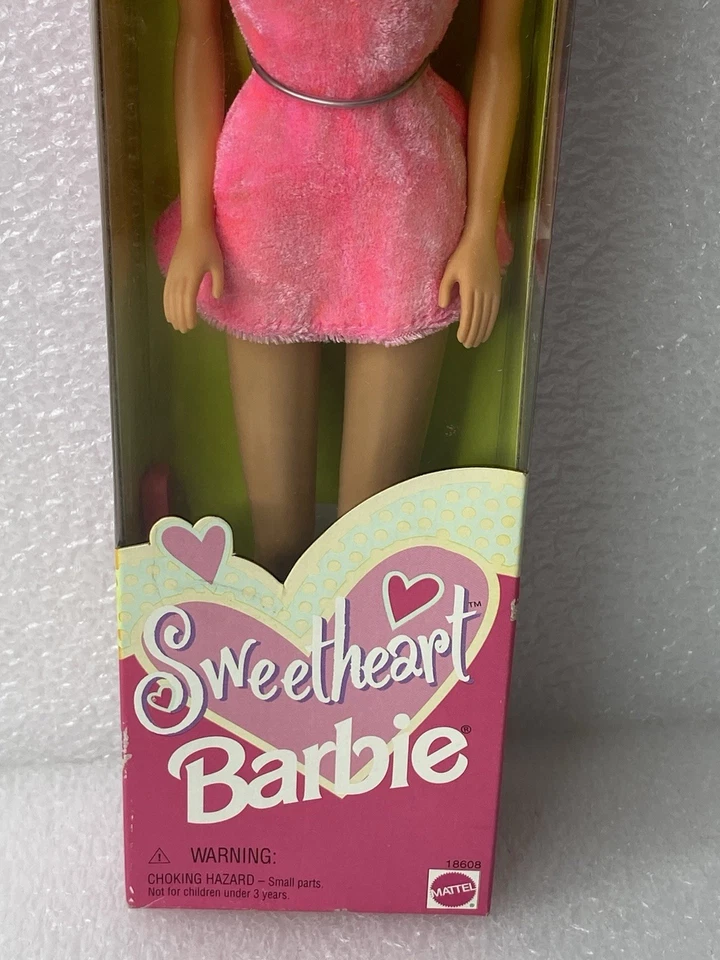 Sweetheart™
Barbie®
⚠ WARNING:
CHOKING HAZARD – Small parts.
Not for children under 3 years.
18608
MATTEL®